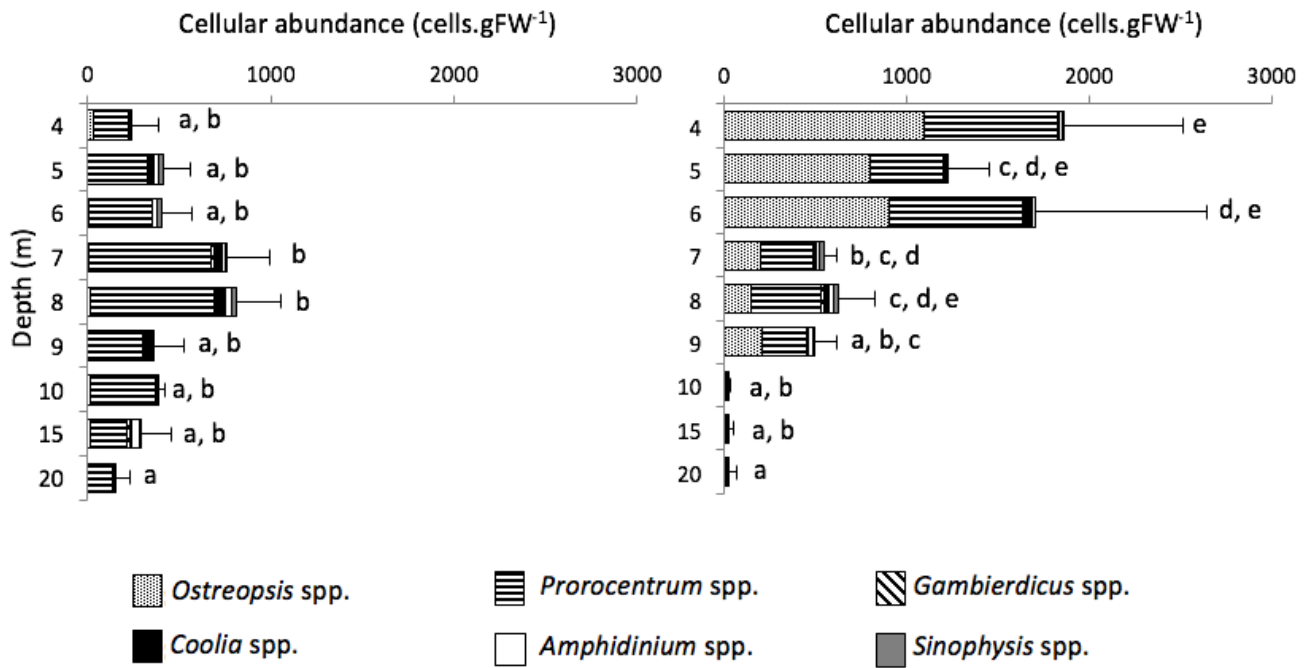 Cellular abundance (cells.gFW⁻¹)
0 1000 2000 3000
Depth (m)
4 a, b
5 a, b
6 a, b
7 b
8 b
9 a, b
10 a, b
15 a, b
20 a
Cellular abundance (cells.gFW⁻¹)
0 1000 2000 3000
4 e
5 c, d, e
6 d, e
7 b, c, d
8 c, d, e
9 a, b, c
10 a, b
15 a, b
20 a
Ostreopsis spp. Prorocentrum spp. Gambierdicus spp.
Coolia spp. Amphidinium spp. Sinophysis spp.